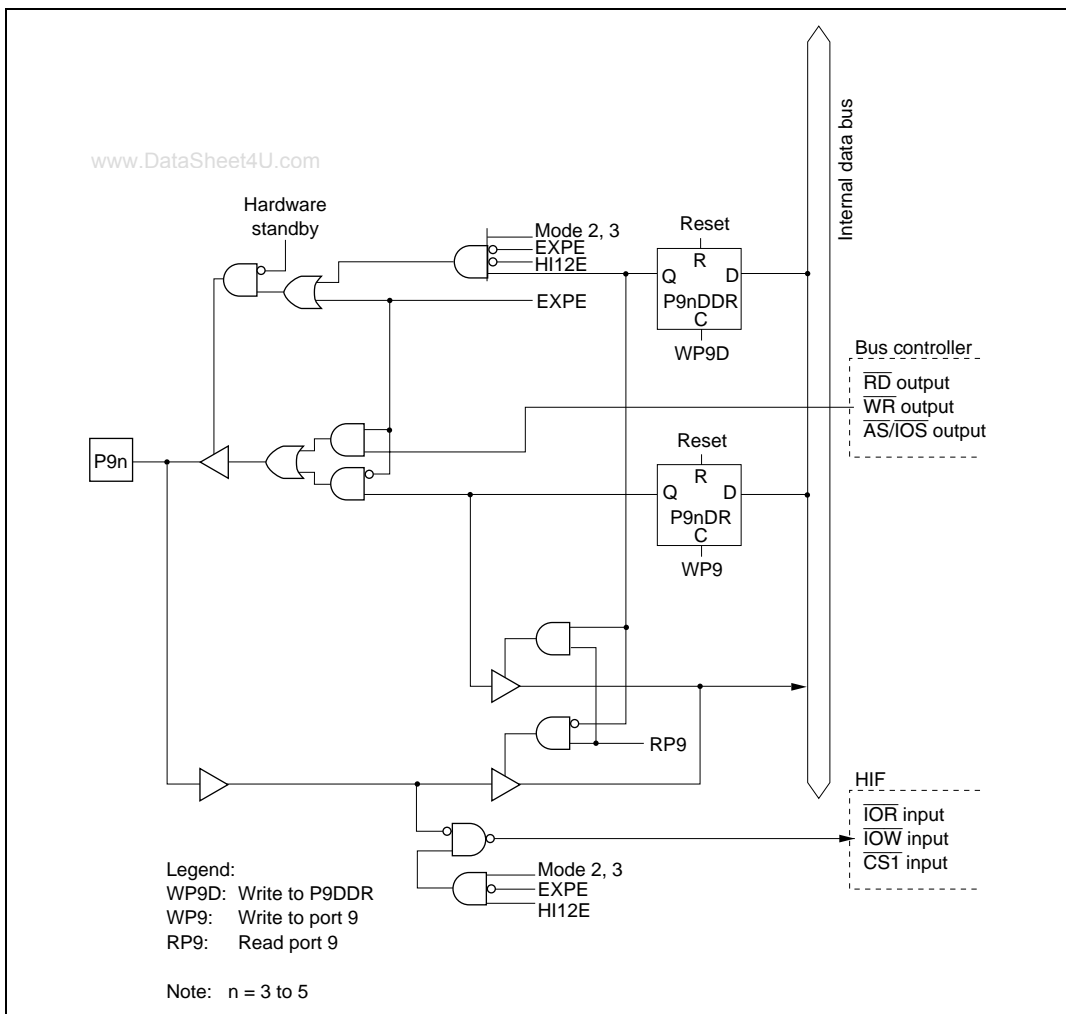 www.DataSheet4U.com
Internal data bus
Hardware
standby
Mode 2, 3
EXPE
HI12E
EXPE
Reset
R
Q D
P9nDDR
C
WP9D
Bus controller
RD output
WR output
AS/IOS output
P9n
Reset
R
Q D
P9nDR
C
WP9
RP9
HIF
IOR input
IOW input
CS1 input
Mode 2, 3
EXPE
HI12E
Legend:
WP9D: Write to P9DDR
WP9: Write to port 9
RP9: Read port 9
Note: n = 3 to 5